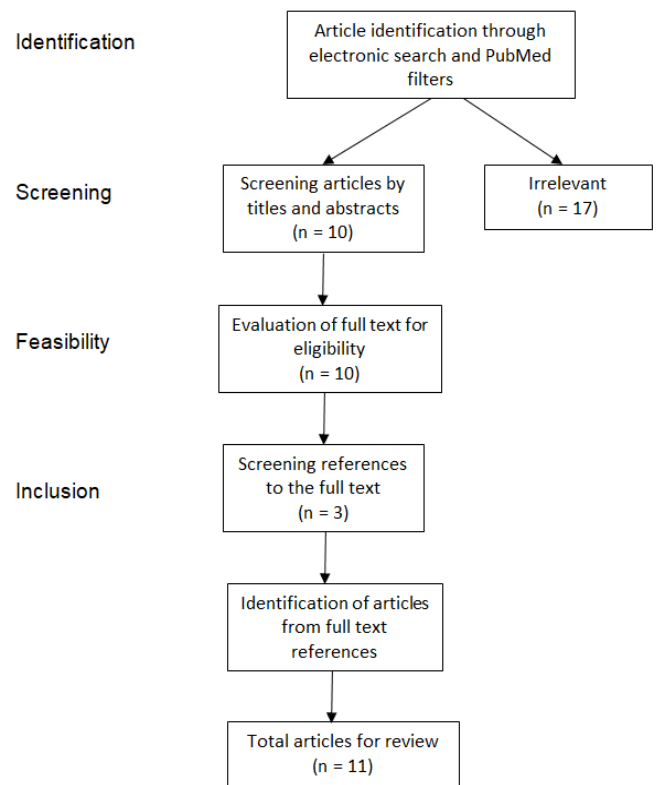 Identification
Article identification through
electronic search and PubMed
filters
Screening
Screening articles by
titles and abstracts
(n = 10)
Irrelevant
(n = 17)
Feasibility
Evaluation of full text for
eligibility
(n = 10)
Inclusion
Screening references
to the full text
(n = 3)
Identification of articles
from full text
references
Total articles for review
(n = 11)